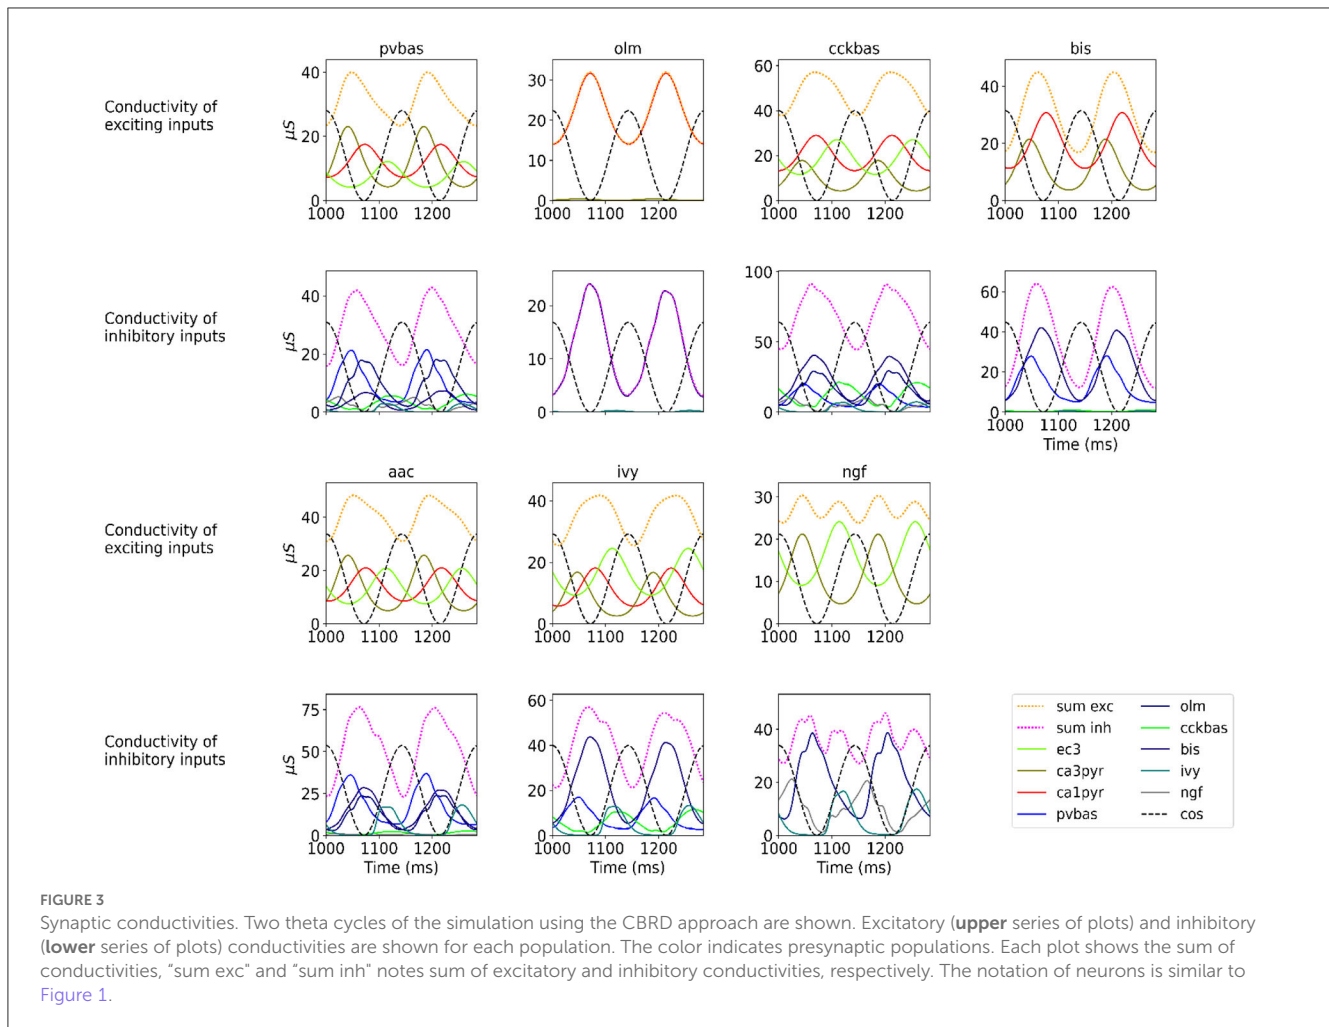 pvbas olm cckbas bis
Conductivity of
exciting inputs
μS
40
20
0
30
20
10
0
60
40
20
0
40
20
0
1000 1100 1200 1000 1100 1200 1000 1100 1200 1000 1100 1200
Conductivity of
inhibitory inputs
μS
40
20
0
20
10
0
100
50
0
60
40
20
0
1000 1100 1200
Time (ms)
aac ivy ngf
Conductivity of
exciting inputs
μS
40
20
0
40
20
0
30
20
10
0
1000 1100 1200 1000 1100 1200 1000 1100 1200
Conductivity of
inhibitory inputs
μS
75
50
25
0
60
40
20
0
40
20
0
1000 1100 1200 1000 1100 1200 1000 1100 1200
Time (ms) Time (ms) Time (ms)
sum exc olm
sum inh cckbas
ec3 bis
ca3pyr ivy
ca1pyr ngf
pvbas cos
FIGURE 3
Synaptic conductivities. Two theta cycles of the simulation using the CBRD approach are shown. Excitatory (upper series of plots) and inhibitory
(lower series of plots) conductivities are shown for each population. The color indicates presynaptic populations. Each plot shows the sum of
conductivities, "sum exc" and "sum inh" notes sum of excitatory and inhibitory conductivities, respectively. The notation of neurons is similar to
Figure 1.